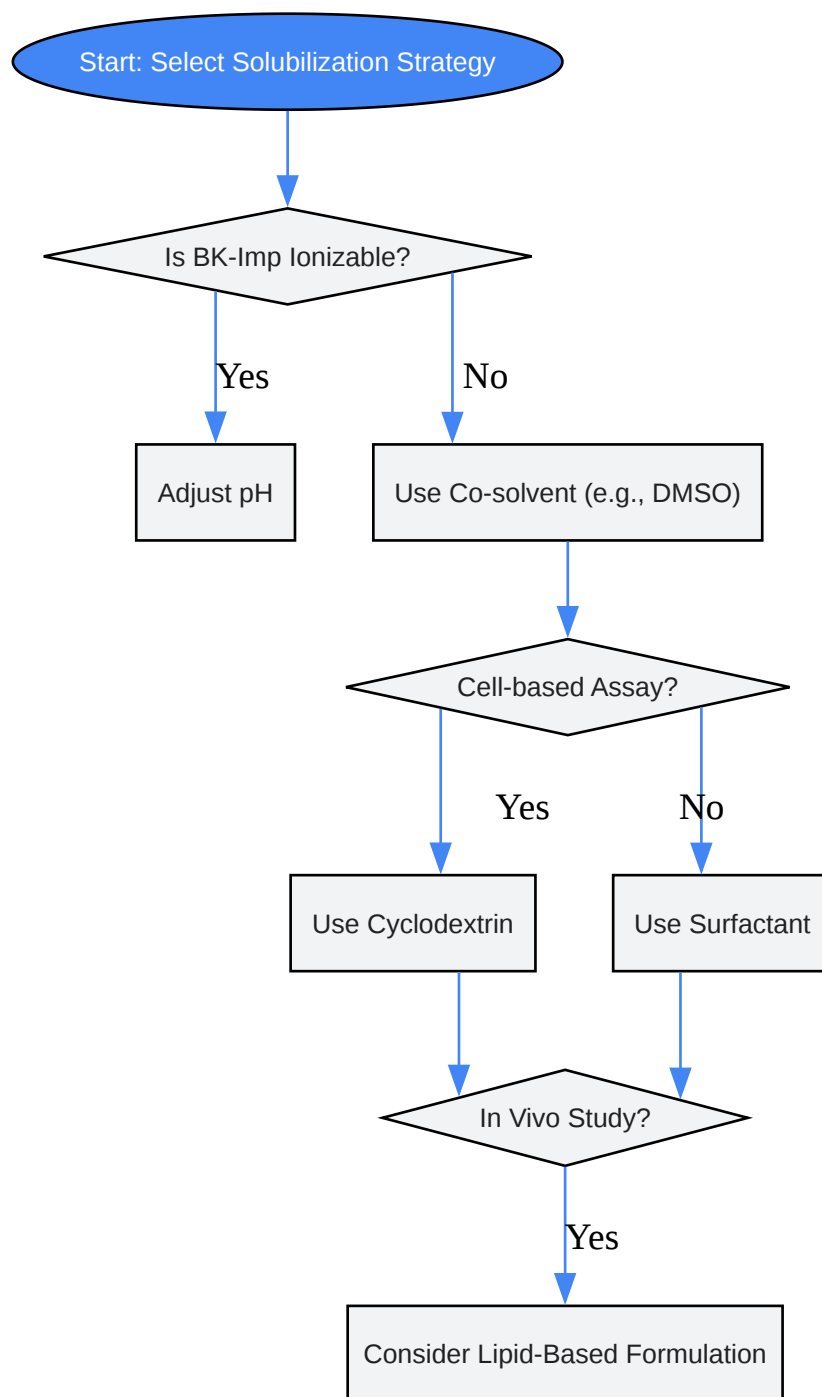 Start: Select Solubilization Strategy
Is BK-Imp Ionizable?
Yes
No
Adjust pH
Use Co-solvent (e.g., DMSO)
Cell-based Assay?
Yes
No
Use Cyclodextrin
Use Surfactant
In Vivo Study?
Yes
Consider Lipid-Based Formulation